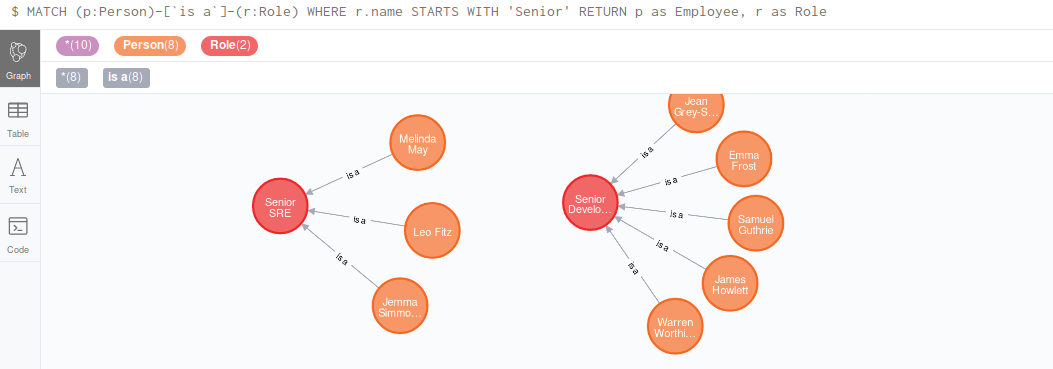 $ MATCH (p:Person)-[`is a`]-(r:Role) WHERE r.name STARTS WITH 'Senior' RETURN p as Employee, r as Role
*(10) Person(8) Role(2)
*(8) is a(8)
Graph
Table
Text
Code
Melinda
May
is a
Senior
SRE
is a
Leo Fitz
is a
Jemma
Simmo...
Jean
Grey-S...
is a
Emma
Frost
is a
Senior
Develo...
is a
Samuel
Guthrie
is a
James
Howlett
is a
Warren
Worthi...